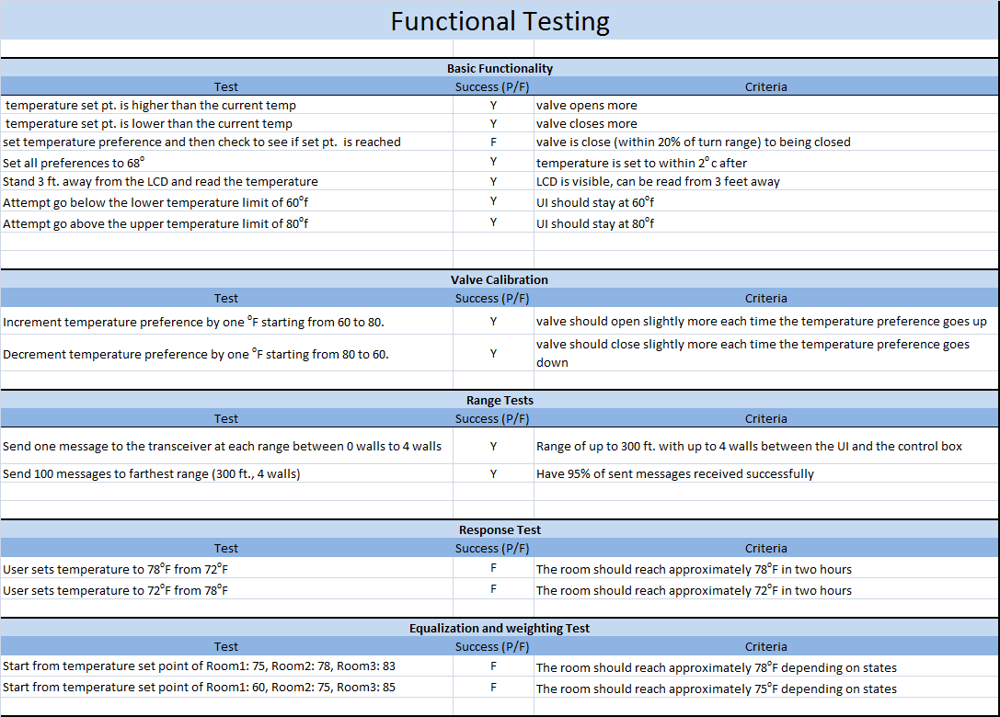 Functional Testing
Basic Functionality
Test Success (P/F) Criteria
temperature set pt. is higher than the current temp Y valve opens more
temperature set pt. is lower than the current temp Y valve closes more
set temperature preference and then check to see if set pt. is reached F valve is close (within 20% of turn range) to being closed
Set all preferences to 68° Y temperature is set to within 2° c after
Stand 3 ft. away from the LCD and read the temperature Y LCD is visible, can be read from 3 feet away
Attempt go below the lower temperature limit of 60°f Y UI should stay at 60°f
Attempt go above the upper temperature limit of 80°f Y UI should stay at 80°f
Valve Calibration
Test Success (P/F) Criteria
Increment temperature preference by one °F starting from 60 to 80. Y valve should open slightly more each time the temperature preference goes up
Decrement temperature preference by one °F starting from 80 to 60. Y valve should close slightly more each time the temperature preference goes
down
Range Tests
Test Success (P/F) Criteria
Send one message to the transceiver at each range between 0 walls to 4 walls Y Range of up to 300 ft. with up to 4 walls between the UI and the control box
Send 100 messages to farthest range (300 ft., 4 walls) Y Have 95% of sent messages received successfully
Response Test
Test Success (P/F) Criteria
User sets temperature to 78°F from 72°F F The room should reach approximately 78°F in two hours
User sets temperature to 72°F from 78°F F The room should reach approximately 72°F in two hours
Equalization and weighting Test
Test Success (P/F) Criteria
Start from temperature set point of Room1: 75, Room2: 78, Room3: 83 F The room should reach approximately 78°F depending on states
Start from temperature set point of Room1: 60, Room2: 75, Room3: 85 F The room should reach approximately 75°F depending on states